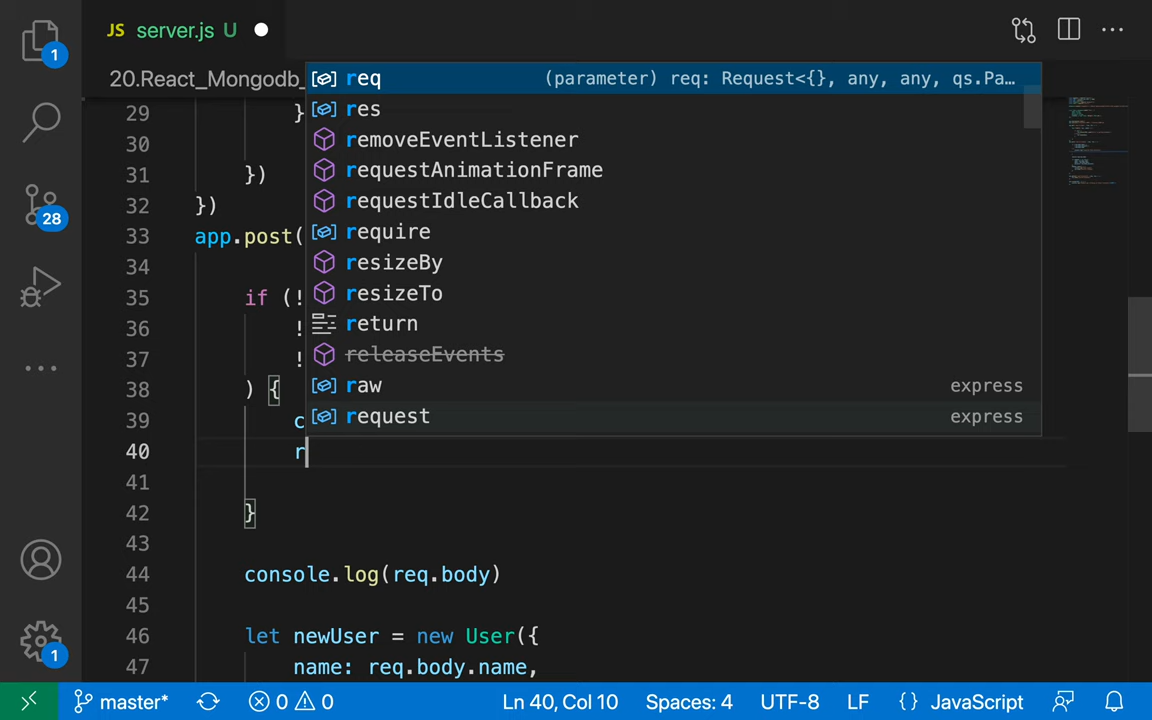 1
JS server.js U
20.React_Mongodb_
req (parameter) req: Request<{}, any, any, qs.Pa…
res
removeEventListener
requestAnimationFrame
requestIdleCallback
require
resizeBy
resizeTo
return
releaseEvents
raw express
request express
29 }
30
31 })
32 })
33 app.post(
34
35 if (!
36 !
37 !
38 ) {
39 c
40 r
41
42 }
43
44 console.log(req.body)
45
46 let newUser = new User({
47 name: req.body.name,
28
1
master* 0 0 Ln 40, Col 10 Spaces: 4 UTF-8 LF {} JavaScript